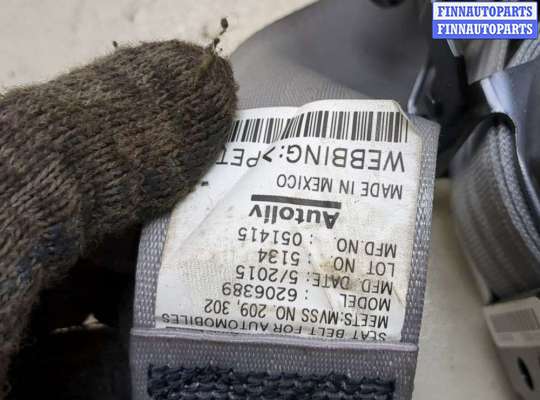 FINNAUTOPARTS
FINNAUTOPARTS
SEAT BELT FOR AUTOMOBILES
MEETS: MVSS NO 209, 302
MODEL : 6206389
MFD DATE: 5/2015
LOT NO : 5134
MFD.NO. : 051415
Autoliv
MADE IN MEXICO
WEBBING: